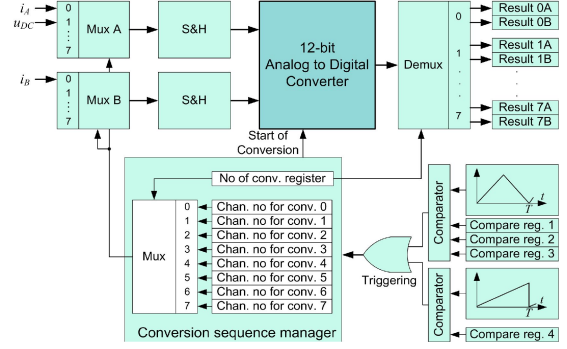 i_A
u_DC
0
1
7
Mux A
S&H
12-bit
Analog to Digital
Converter
Demux
0
1
7
Result 0A
Result 0B
Result 1A
Result 1B
Result 7A
Result 7B
i_B
0
1
7
Mux B
S&H
Start of
Conversion
No of conv. register
Mux
0 Chan. no for conv. 0
1 Chan. no for conv. 1
2 Chan. no for conv. 2
3 Chan. no for conv. 3
4 Chan. no for conv. 4
5 Chan. no for conv. 5
6 Chan. no for conv. 6
7 Chan. no for conv. 7
Conversion sequence manager
Triggering
Comparator
t
T
Compare reg. 1
Compare reg. 2
Compare reg. 3
Comparator
t
T
Compare reg. 4